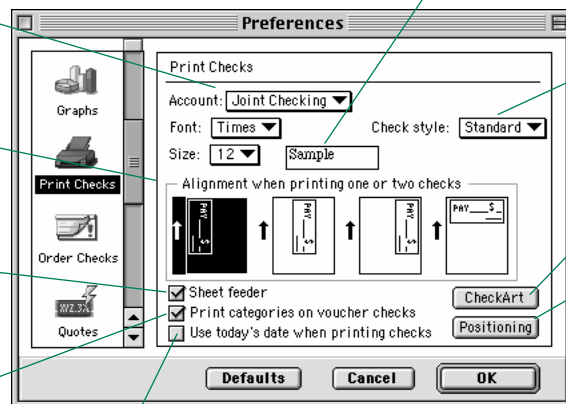 Preferences
Graphs
Print Checks
Order Checks
XYZ.3X
Quotes
Print Checks
Account: Joint Checking
Font: Times
Check style: Standard
Size: 12
Sample
Alignment when printing one or two checks
PAY $
PAY $
PAY $
PAY $
Sheet feeder
Print categories on voucher checks
Use today's date when printing checks
CheckArt
Positioning
Defaults
Cancel
OK